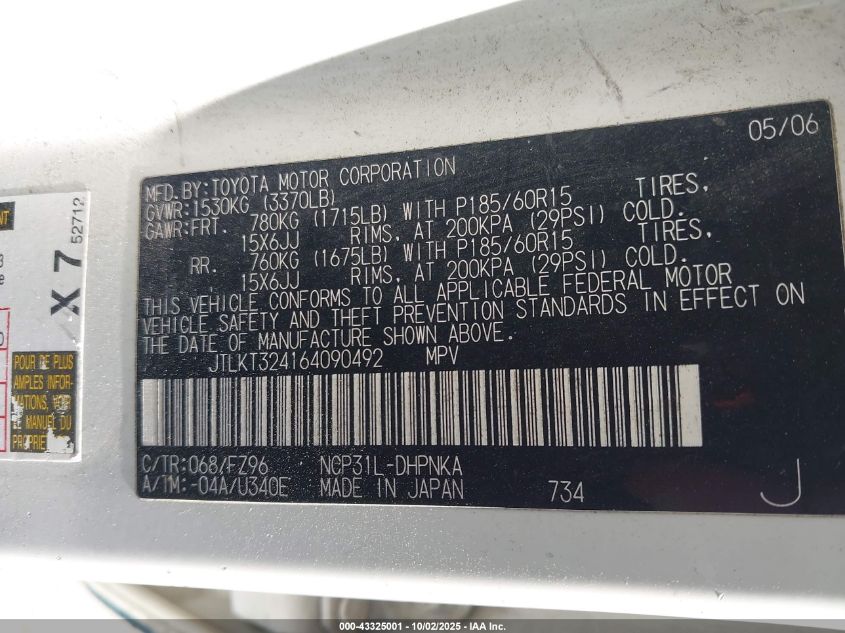 05/06
MFD.BY:TOYOTA MOTOR CORPORATION
GVWR:1530KG (3370LB)
GAWR:FRT. 780KG (1715LB) WITH P185/60R15 TIRES,
15X6JJ RIMS, AT 200KPA (29PSI) COLD.
RR. 760KG (1675LB) WITH P185/60R15 TIRES,
15X6JJ RIMS, AT 200KPA (29PSI) COLD.
THIS VEHICLE CONFORMS TO ALL APPLICABLE FEDERAL MOTOR
VEHICLE SAFETY AND THEFT PREVENTION STANDARDS IN EFFECT ON
THE DATE OF MANUFACTURE SHOWN ABOVE.
JTLKT324164090492 MPV
C/TR:068/FZ96 NCP31L-DHPNKA
A/TM:-04A/U340E MADE IN JAPAN 734 J
X 7
52712
POUR PLUS DE
AMPLES INFOR-
MATIONS, VOIR
LE MANUEL DU
PROPRIE
000-43325001 - 10/02/2025 - IAA Inc.